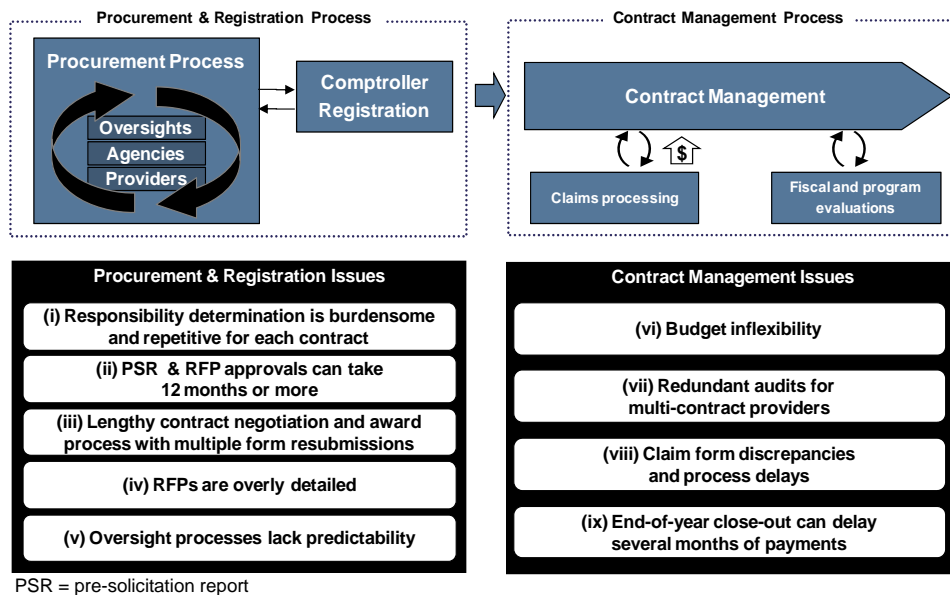 Procurement & Registration Process
Procurement Process
Oversights
Agencies
Providers
Comptroller
Registration
Contract Management Process
Contract Management
$
Claims processing
Fiscal and program
evaluations
Procurement & Registration Issues
(i) Responsibility determination is burdensome
and repetitive for each contract
(ii) PSR & RFP approvals can take
12 months or more
(iii) Lengthy contract negotiation and award
process with multiple form resubmissions
(iv) RFPs are overly detailed
(v) Oversight processes lack predictability
Contract Management Issues
(vi) Budget inflexibility
(vii) Redundant audits for
multi-contract providers
(viii) Claim form discrepancies
and process delays
(ix) End-of-year close-out can delay
several months of payments
PSR = pre-solicitation report